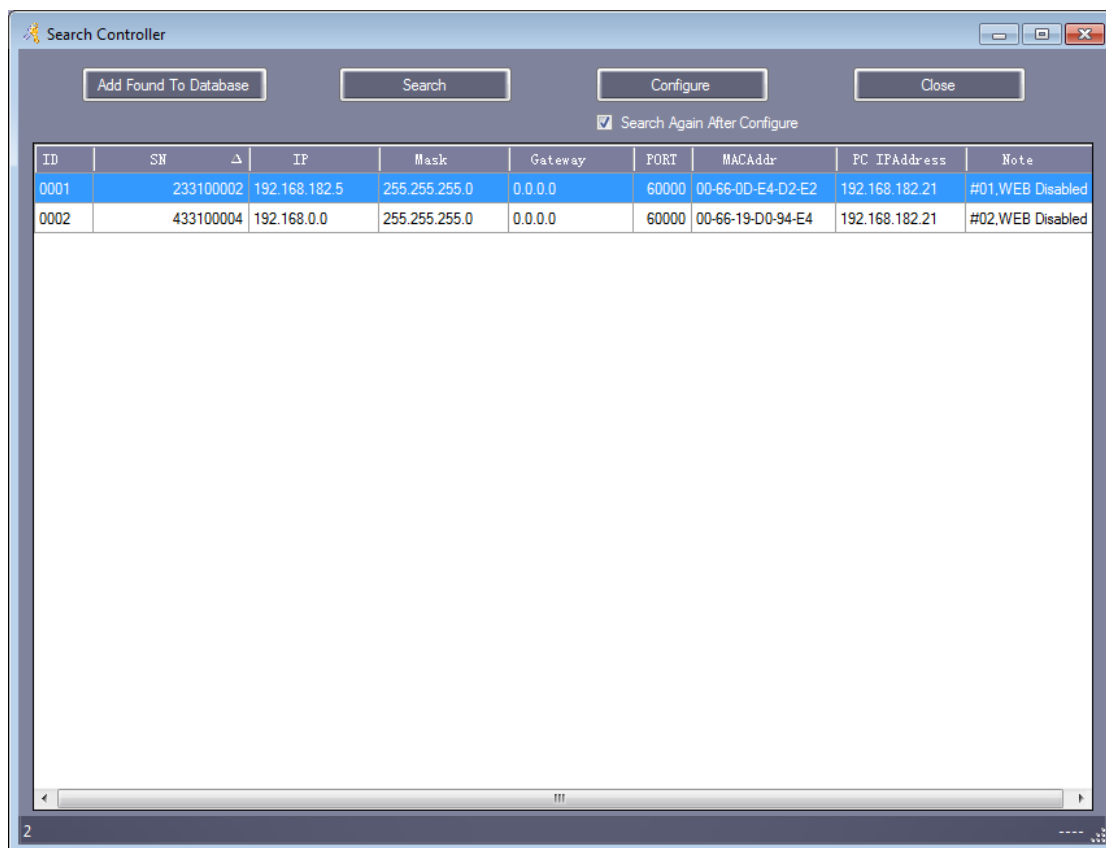 Search Controller
Add Found To Database Search Configure Close
Search Again After Configure
ID SN IP Mask Gateway PORT MACAddr PC IPAddress Note
0001 233100002 192.168.182.5 255.255.255.0 0.0.0.0 60000 00-66-0D-E4-D2-E2 192.168.182.21 #01,WEB Disabled
0002 433100004 192.168.0.0 255.255.255.0 0.0.0.0 60000 00-66-19-D0-94-E4 192.168.182.21 #02,WEB Disabled
2 ----